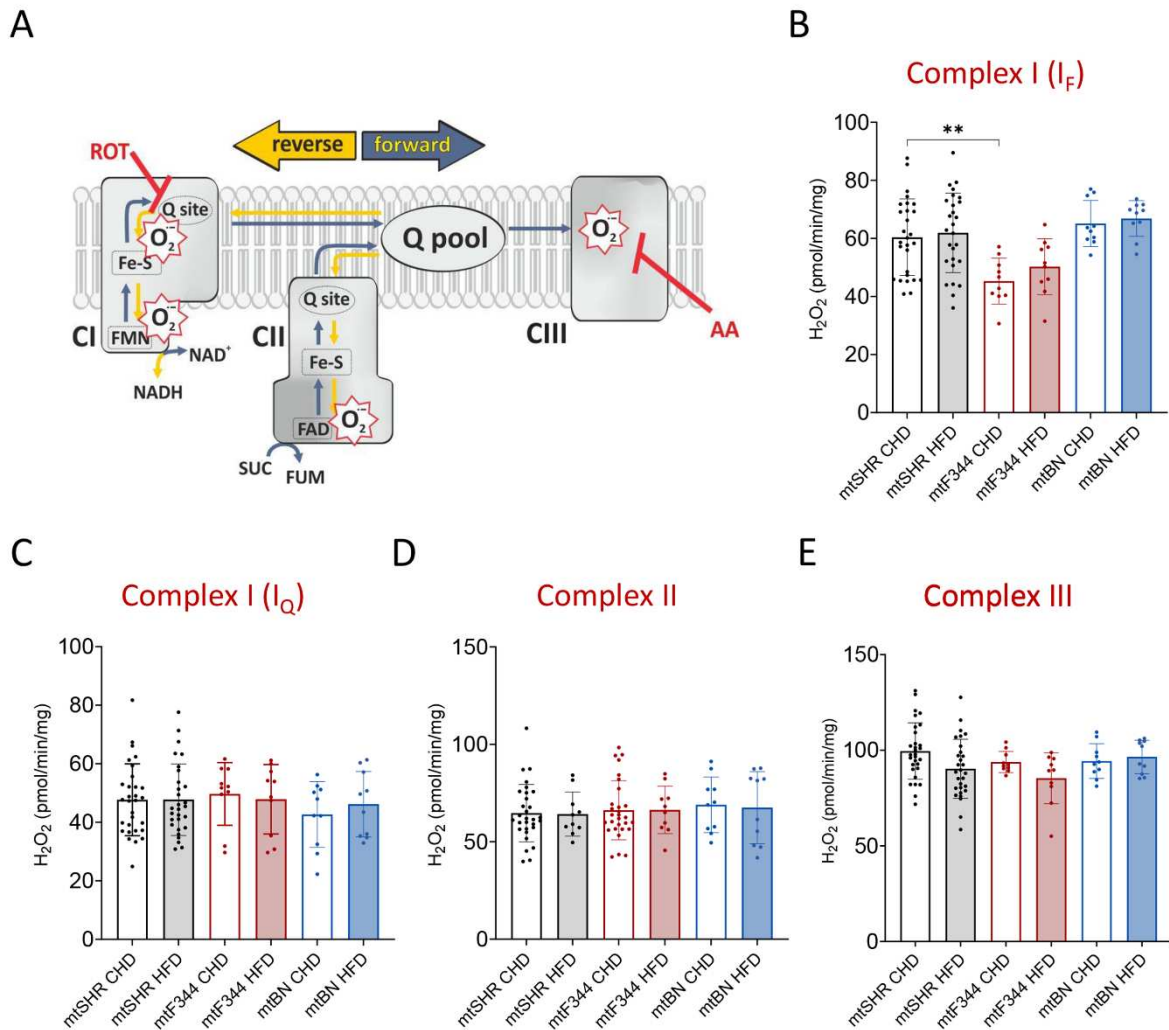 A
reverse
forward
ROT
Q site
O₂˙⁻
Fe-S
O₂˙⁻
FMN
CI
NAD⁺
NADH
Q pool
Q site
CII
Fe-S
FAD
O₂˙⁻
SUC
FUM
O₂˙⁻
CIII
AA
B
Complex I (I_F)
H₂O₂ (pmol/min/mg)
100
80
60
40
20
0
**
mtSHR CHD
mtSHR HFD
mtF344 CHD
mtF344 HFD
mtBN CHD
mtBN HFD
C
Complex I (I_Q)
H₂O₂ (pmol/min/mg)
100
80
60
40
20
0
mtSHR CHD
mtSHR HFD
mtF344 CHD
mtF344 HFD
mtBN CHD
mtBN HFD
D
Complex II
H₂O₂ (pmol/min/mg)
150
100
50
0
mtSHR CHD
mtSHR HFD
mtF344 CHD
mtF344 HFD
mtBN CHD
mtBN HFD
E
Complex III
H₂O₂ (pmol/min/mg)
150
100
50
0
mtSHR CHD
mtSHR HFD
mtF344 CHD
mtF344 HFD
mtBN CHD
mtBN HFD